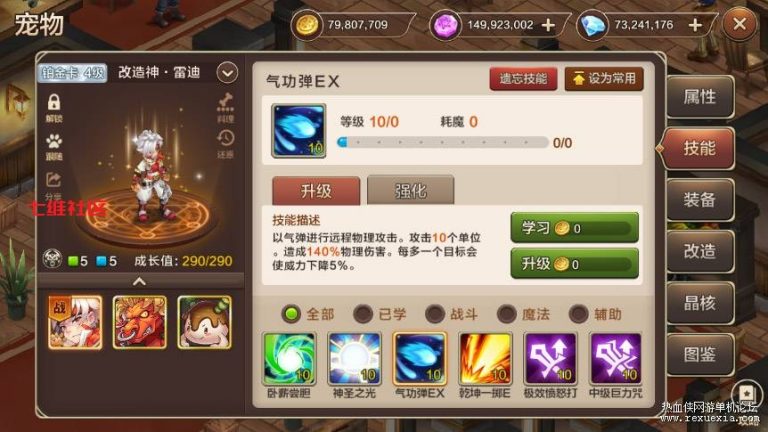 宠物
79,807,709
149,923,002
73,241,176
铂金卡 4级
改造神·雷迪
解锁
跟随
分享
料理
还原
七维社区
5
5
成长值：290/290
战
气功弹EX
遗忘技能
设为常用
10
等级 10/0
耗魔 0
0/0
升级
强化
技能描述
以气弹进行远程物理攻击。攻击10个单位
。造成140%物理伤害。每多一个目标会
使威力下降5%。
学习 0
升级 0
全部
已学
战斗
魔法
辅助
10
10
10
10
10
10
卧薪尝胆
神圣之光
气功弹EX
乾坤一掷E
极效愤怒打
中级巨力咒
属性
技能
装备
改造
晶核
图鉴
热血侠网游单机论坛
www.rexuexia.com